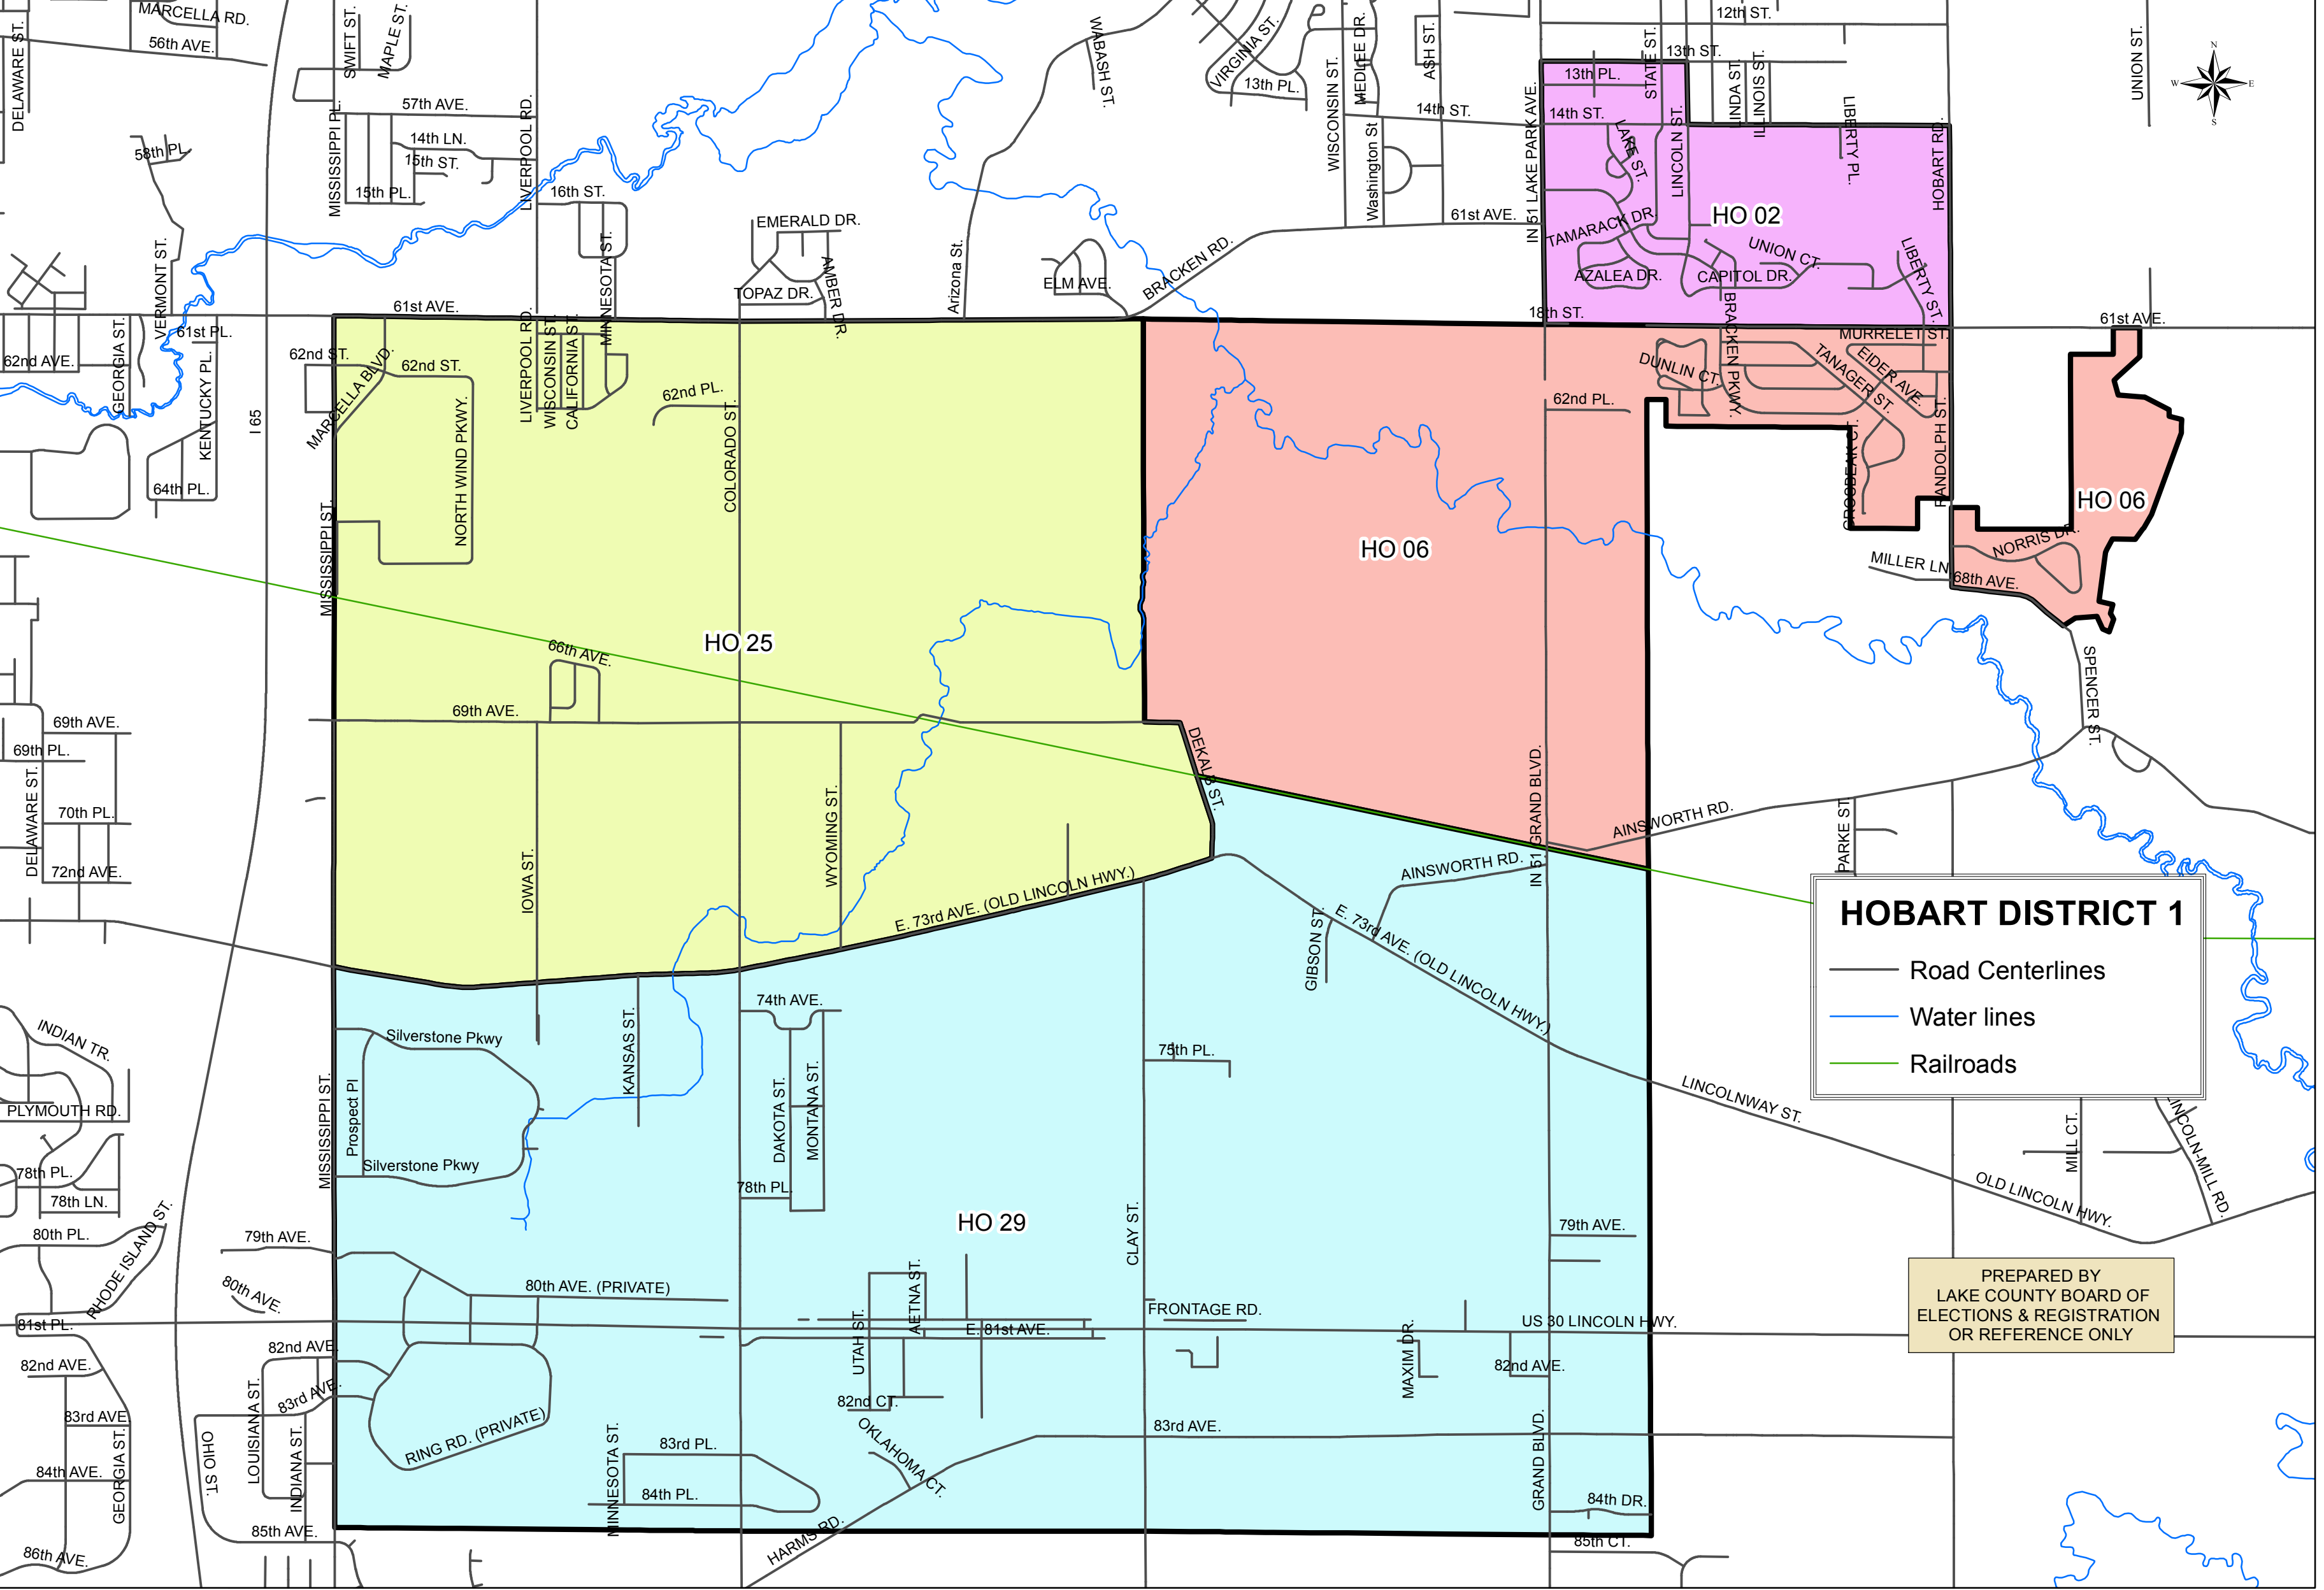 MARCELLA RD.
56th AVE.
DELAWARE ST.
SWIFT ST.
MAPLE ST.
WABASH ST.
VIRGINIA ST.
13th PL.
WISCONSIN ST.
MEDLEE DR.
ASH ST.
12th ST.
13th ST.
STATE ST.
13th PL.
LINDA ST.
ILLINOIS ST.
UNION ST.
N
W
E
S
57th AVE.
14th LN.
15th ST.
15th PL.
MISSISSIPPI PL.
LIVERPOOL RD.
16th ST.
58th PL.
14th ST.
14th ST.
LAKE ST.
LINCOLN ST.
LIBERTY PL.
HOBART RD.
IN 51 LAKE PARK AVE.
Washington St
61st AVE.
HO 02
TAMARACK DR.
UNION CT.
AZALEA DR.
CAPITOL DR.
LIBERTY ST.
VERMONT ST.
EMERALD DR.
MINNESOTA ST.
AMBER DR.
TOPAZ DR.
Arizona St.
ELM AVE.
BRACKEN RD.
61st AVE.
18th ST.
61st AVE.
61st PL.
62nd AVE.
GEORGIA ST.
KENTUCKY PL.
64th PL.
I 65
62nd ST.
62nd ST.
MARCELLA BLVD.
NORTH WIND PKWY.
LIVERPOOL RD.
WISCONSIN ST.
CALIFORNIA ST.
62nd PL.
COLORADO ST.
MURRELET ST.
BRACKEN PKWY.
DUNLIN CT.
TANAGER ST.
EIDER AVE.
62nd PL.
RANDOLPH ST.
GROSBEAK CT.
HO 06
HO 06
NORRIS DR.
MILLER LN
68th AVE.
SPENCER ST.
MISSISSIPPI ST.
HO 25
66th AVE.
69th AVE.
69th AVE.
69th PL.
DELAWARE ST.
70th PL.
72nd AVE.
DEKALB ST.
IOWA ST.
WYOMING ST.
E. 73rd AVE. (OLD LINCOLN HWY.)
IN 51 GRAND BLVD.
AINSWORTH RD.
AINSWORTH RD.
PARKE ST.
GIBSON ST.
E. 73rd AVE. (OLD LINCOLN HWY.)
HOBART DISTRICT 1
Road Centerlines
Water lines
Railroads
INDIAN TR.
PLYMOUTH RD.
78th PL.
78th LN.
80th PL.
RHODE ISLAND ST.
Silverstone Pkwy
Prospect Pl
MISSISSIPPI ST.
Silverstone Pkwy
KANSAS ST.
74th AVE.
DAKOTA ST.
MONTANA ST.
78th PL.
75th PL.
LINCOLNWAY ST.
OLD LINCOLN HWY.
MILL CT.
LINCOLN-MILL RD.
HO 29
CLAY ST.
79th AVE.
79th AVE.
80th AVE.
80th AVE. (PRIVATE)
81st PL.
82nd AVE.
82nd AVE.
83rd AVE.
83rd AVE.
84th AVE.
GEORGIA ST.
86th AVE.
OHIO ST.
LOUISIANA ST.
INDIANA ST.
85th AVE.
RING RD. (PRIVATE)
UTAH ST.
AETNA ST.
E. 81st AVE.
82nd CT.
OKLAHOMA CT.
MINNESOTA ST.
83rd PL.
84th PL.
HARMS RD.
FRONTAGE RD.
US 30 LINCOLN HWY.
MAXIM DR.
82nd AVE.
83rd AVE.
GRAND BLVD.
84th DR.
85th CT.
PREPARED BY
LAKE COUNTY BOARD OF
ELECTIONS & REGISTRATION
OR REFERENCE ONLY